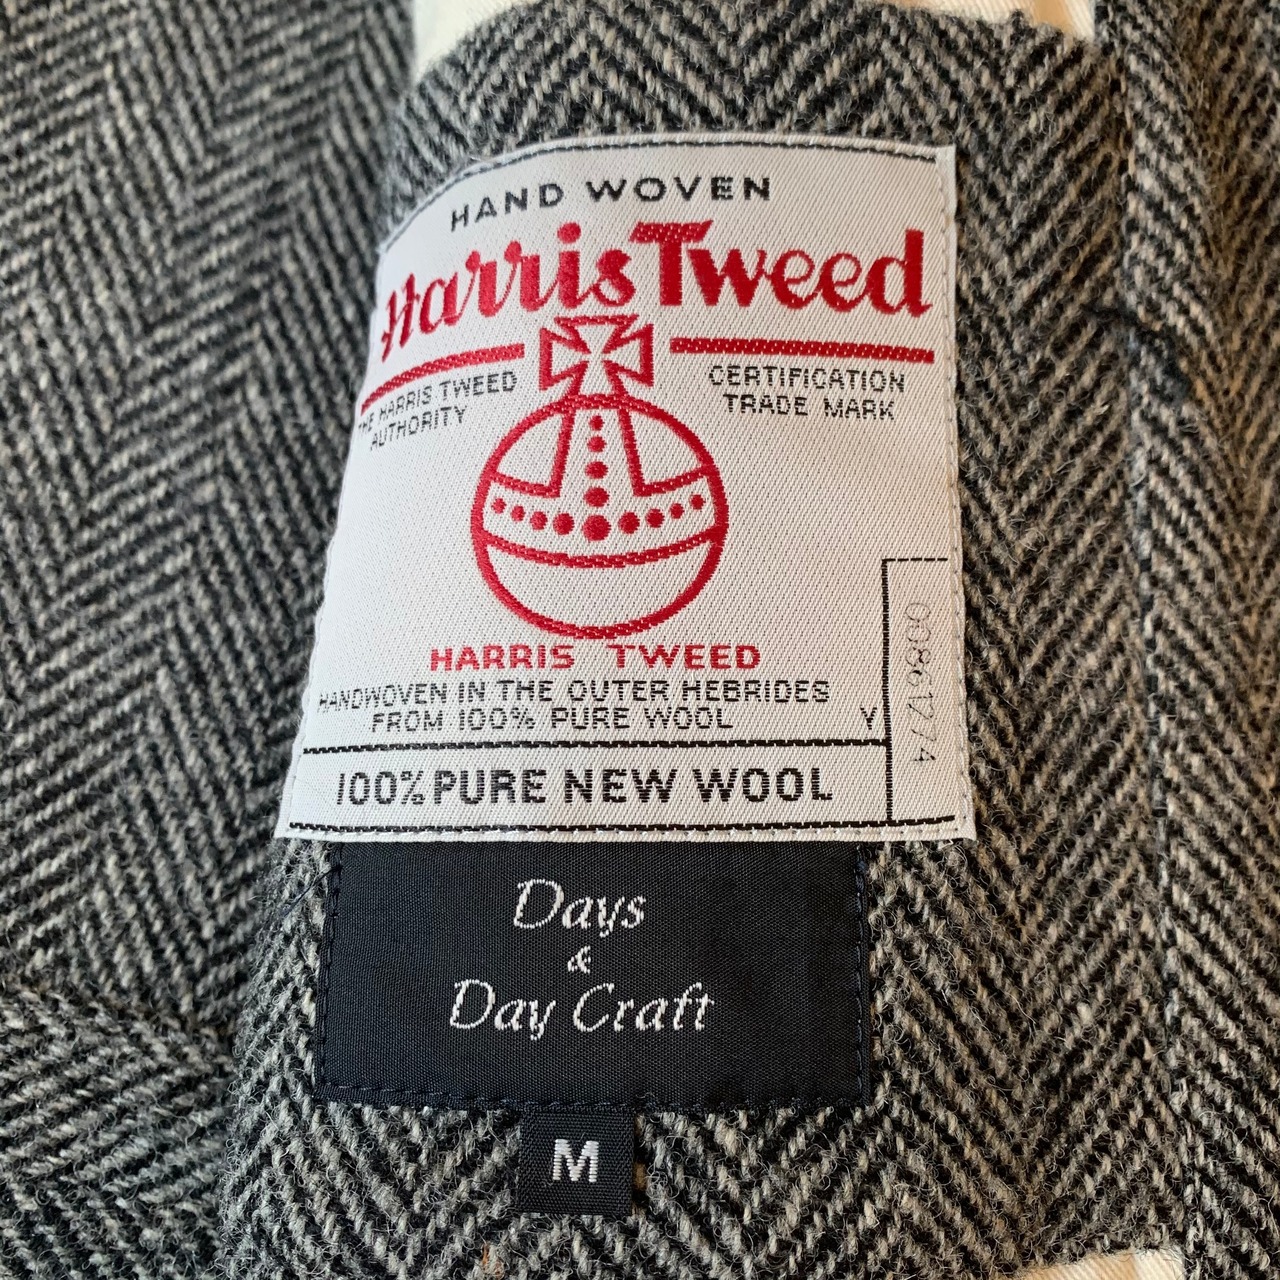 HAND WOVEN
Harris Tweed
THE HARRIS TWEED
AUTHORITY
CERTIFICATION
TRADE MARK
HARRIS TWEED
HANDWOVEN IN THE OUTER HEBRIDES
FROM 100% PURE WOOL
Y
100% PURE NEW WOOL
Days
&
Day Craft
M